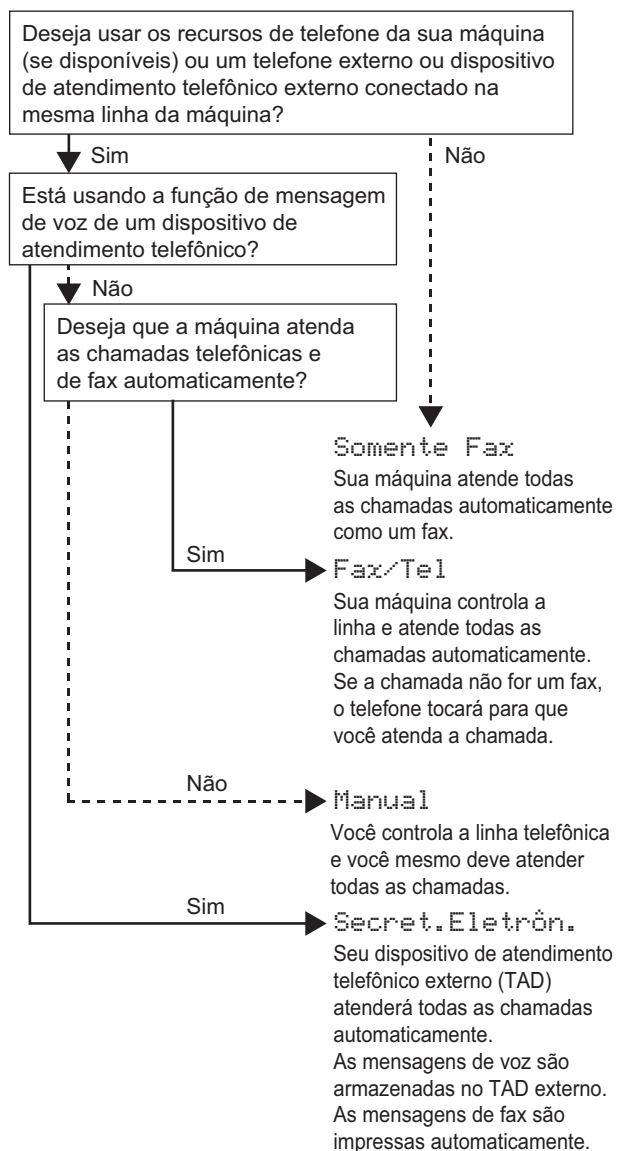 Deseja usar os recursos de telefone da sua máquina
(se disponíveis) ou um telefone externo ou dispositivo
de atendimento telefônico externo conectado na
mesma linha da máquina?
Sim
Não
Está usando a função de mensagem
de voz de um dispositivo de
atendimento telefônico?
Não
Deseja que a máquina atenda
as chamadas telefônicas e
de fax automaticamente?
Somente Fax
Sua máquina atende todas
as chamadas automaticamente
como um fax.
Sim
Fax/Tel
Sua máquina controla a
linha e atende todas as
chamadas automaticamente.
Se a chamada não for um fax,
o telefone tocará para que
você atenda a chamada.
Não
Manual
Você controla a linha telefônica
e você mesmo deve atender
todas as chamadas.
Sim
Secret.Eletrôn.
Seu dispositivo de atendimento
telefônico externo (TAD)
atenderá todas as chamadas
automaticamente.
As mensagens de voz são
armazenadas no TAD externo.
As mensagens de fax são
impressas automaticamente.